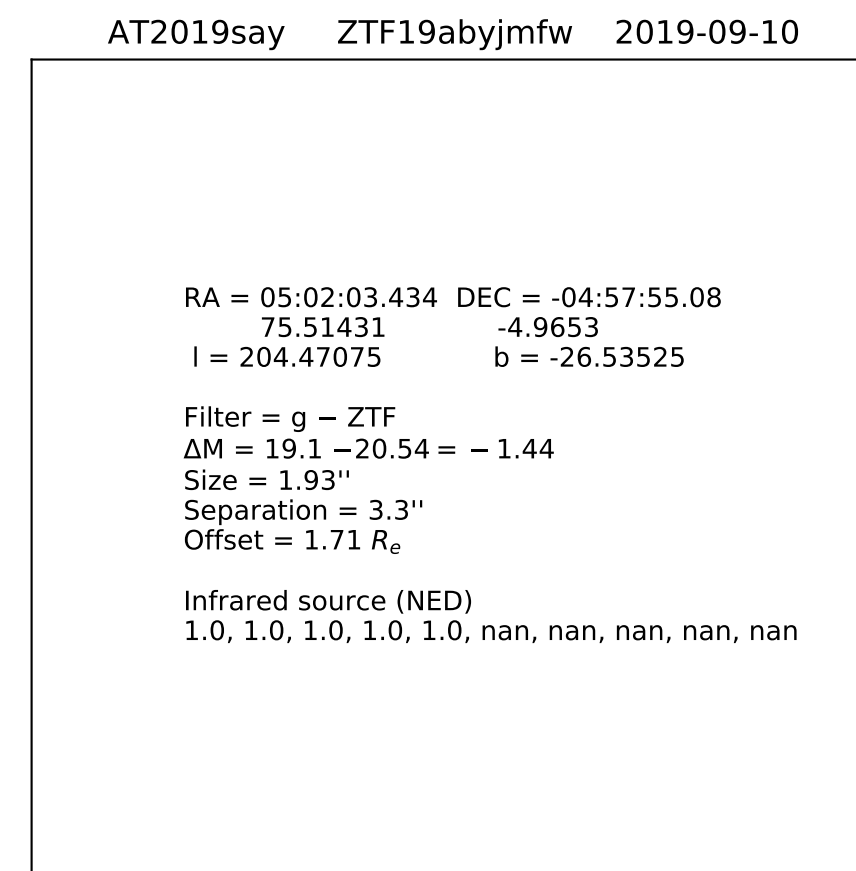 AT2019say ZTF19abyjmfw 2019-09-10
RA = 05:02:03.434 DEC = -04:57:55.08
75.51431 -4.9653
l = 204.47075 b = -26.53525
Filter = g − ZTF
ΔM = 19.1 −20.54 = − 1.44
Size = 1.93''
Separation = 3.3''
Offset = 1.71 Re
Infrared source (NED)
1.0, 1.0, 1.0, 1.0, 1.0, nan, nan, nan, nan, nan